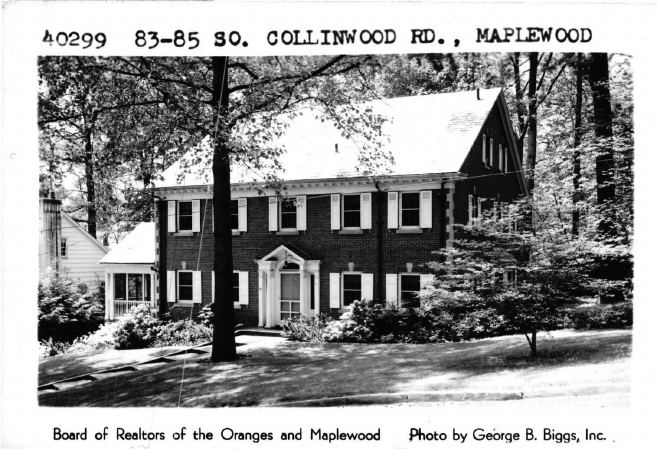 40299 83-85 SO. COLLINWOOD RD., MAPLEWOOD
Board of Realtors of the Oranges and Maplewood Photo by George B. Biggs, Inc.